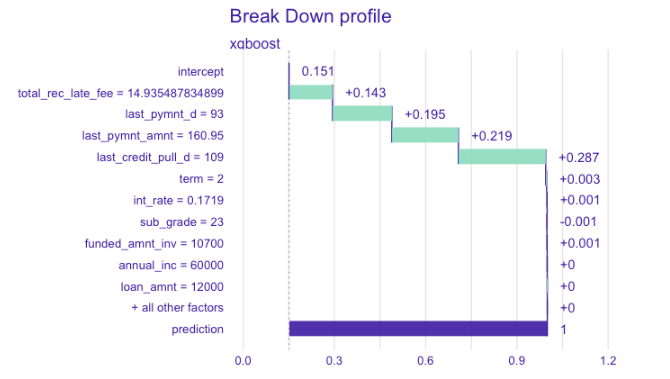 Break Down profile
xgboost
intercept 0.151
total_rec_late_fee = 14.935487834899 +0.143
last_pymnt_d = 93 +0.195
last_pymnt_amnt = 160.95 +0.219
last_credit_pull_d = 109 +0.287
term = 2 +0.003
int_rate = 0.1719 +0.001
sub_grade = 23 -0.001
funded_amnt_inv = 10700 +0.001
annual_inc = 60000 +0
loan_amnt = 12000 +0
+ all other factors +0
prediction 1
0.0 0.3 0.6 0.9 1.2